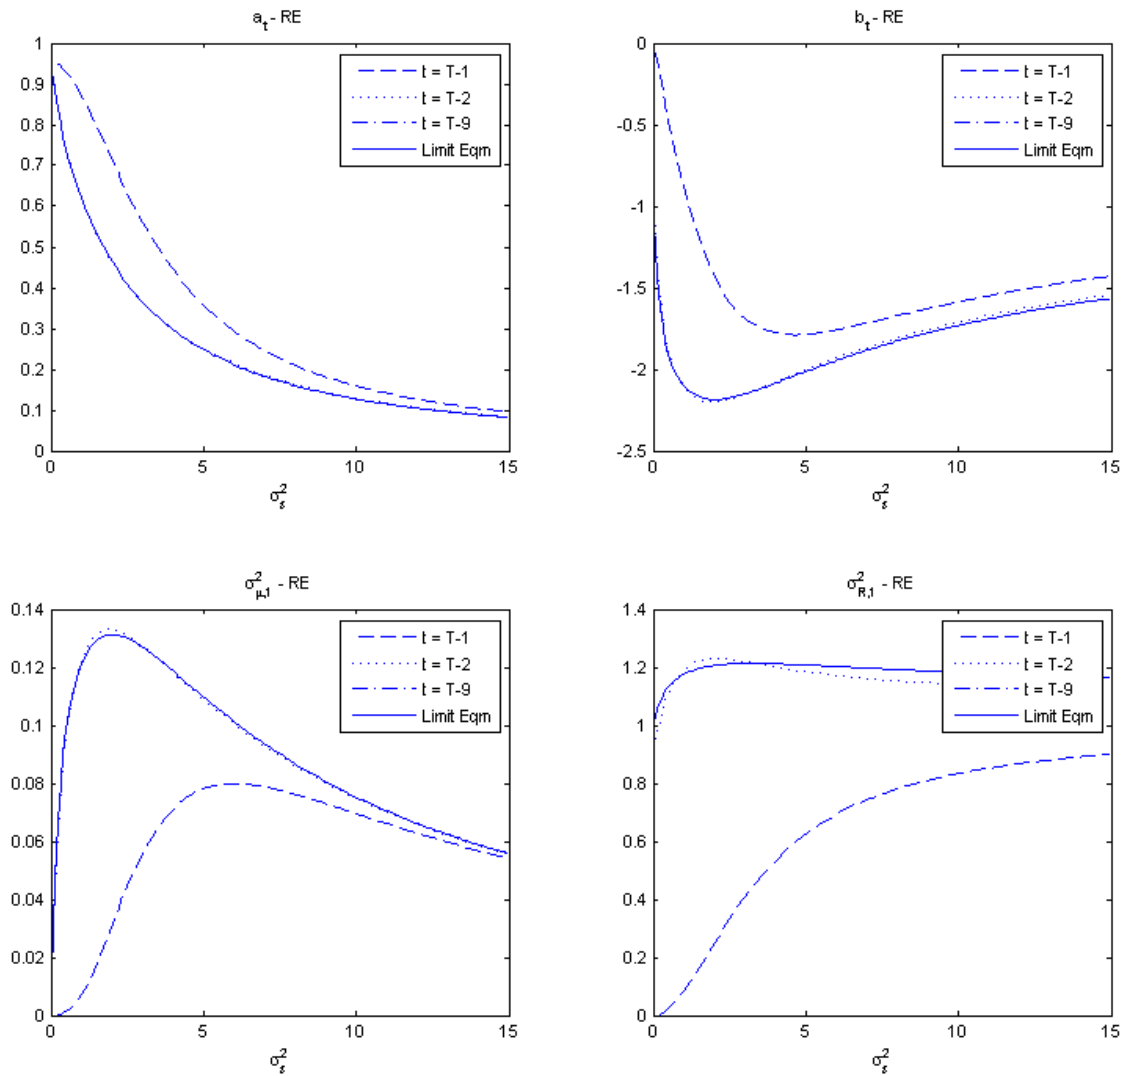 a_t - RE
1
0.9
0.8
0.7
0.6
0.5
0.4
0.3
0.2
0.1
0
0 5 10 15
σ_s^2
t = T-1
t = T-2
t = T-9
Limit Eqm
b_t - RE
0
-0.5
-1
-1.5
-2
-2.5
0 5 10 15
σ_s^2
t = T-1
t = T-2
t = T-9
Limit Eqm
σ_{μ,1}^2 - RE
0.14
0.12
0.1
0.08
0.06
0.04
0.02
0
0 5 10 15
σ_s^2
t = T-1
t = T-2
t = T-9
Limit Eqm
σ_{R,1}^2 - RE
1.4
1.2
1
0.8
0.6
0.4
0.2
0
0 5 10 15
σ_s^2
t = T-1
t = T-2
t = T-9
Limit Eqm